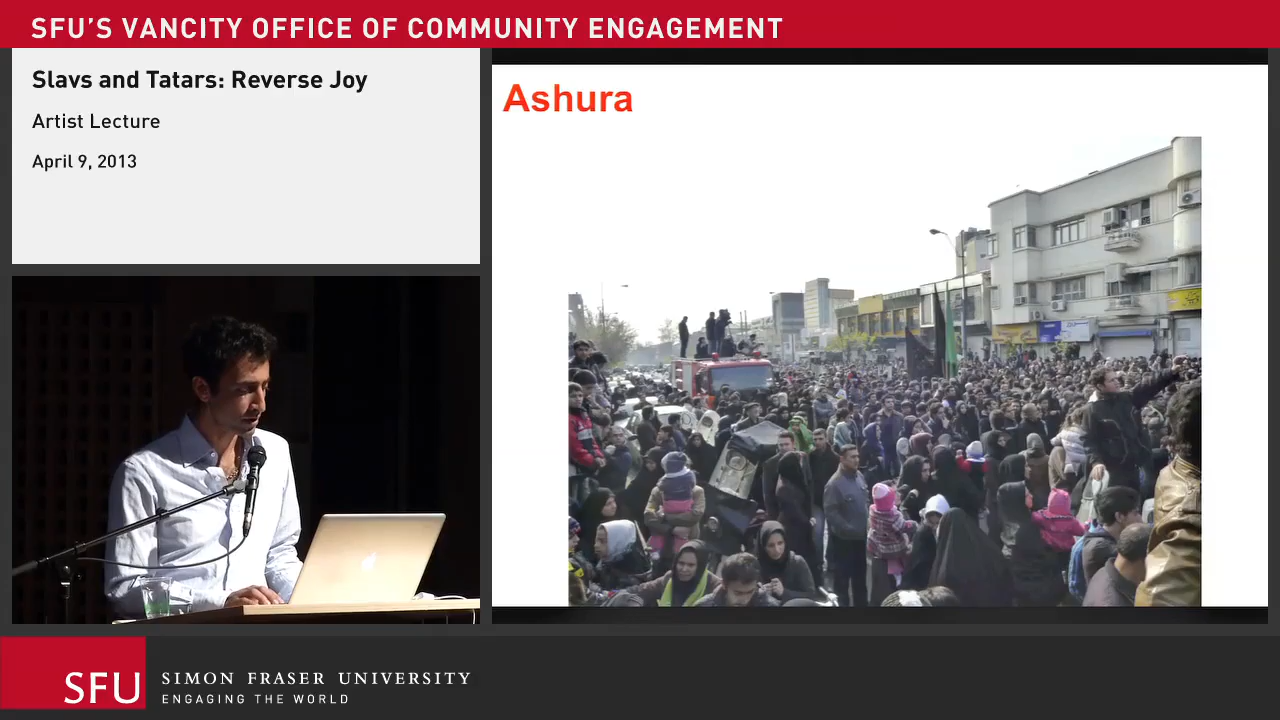 SFU'S VANCITY OFFICE OF COMMUNITY ENGAGEMENT
Slavs and Tatars: Reverse Joy
Artist Lecture
April 9, 2013
Ashura
SFU
SIMON FRASER UNIVERSITY
ENGAGING THE WORLD